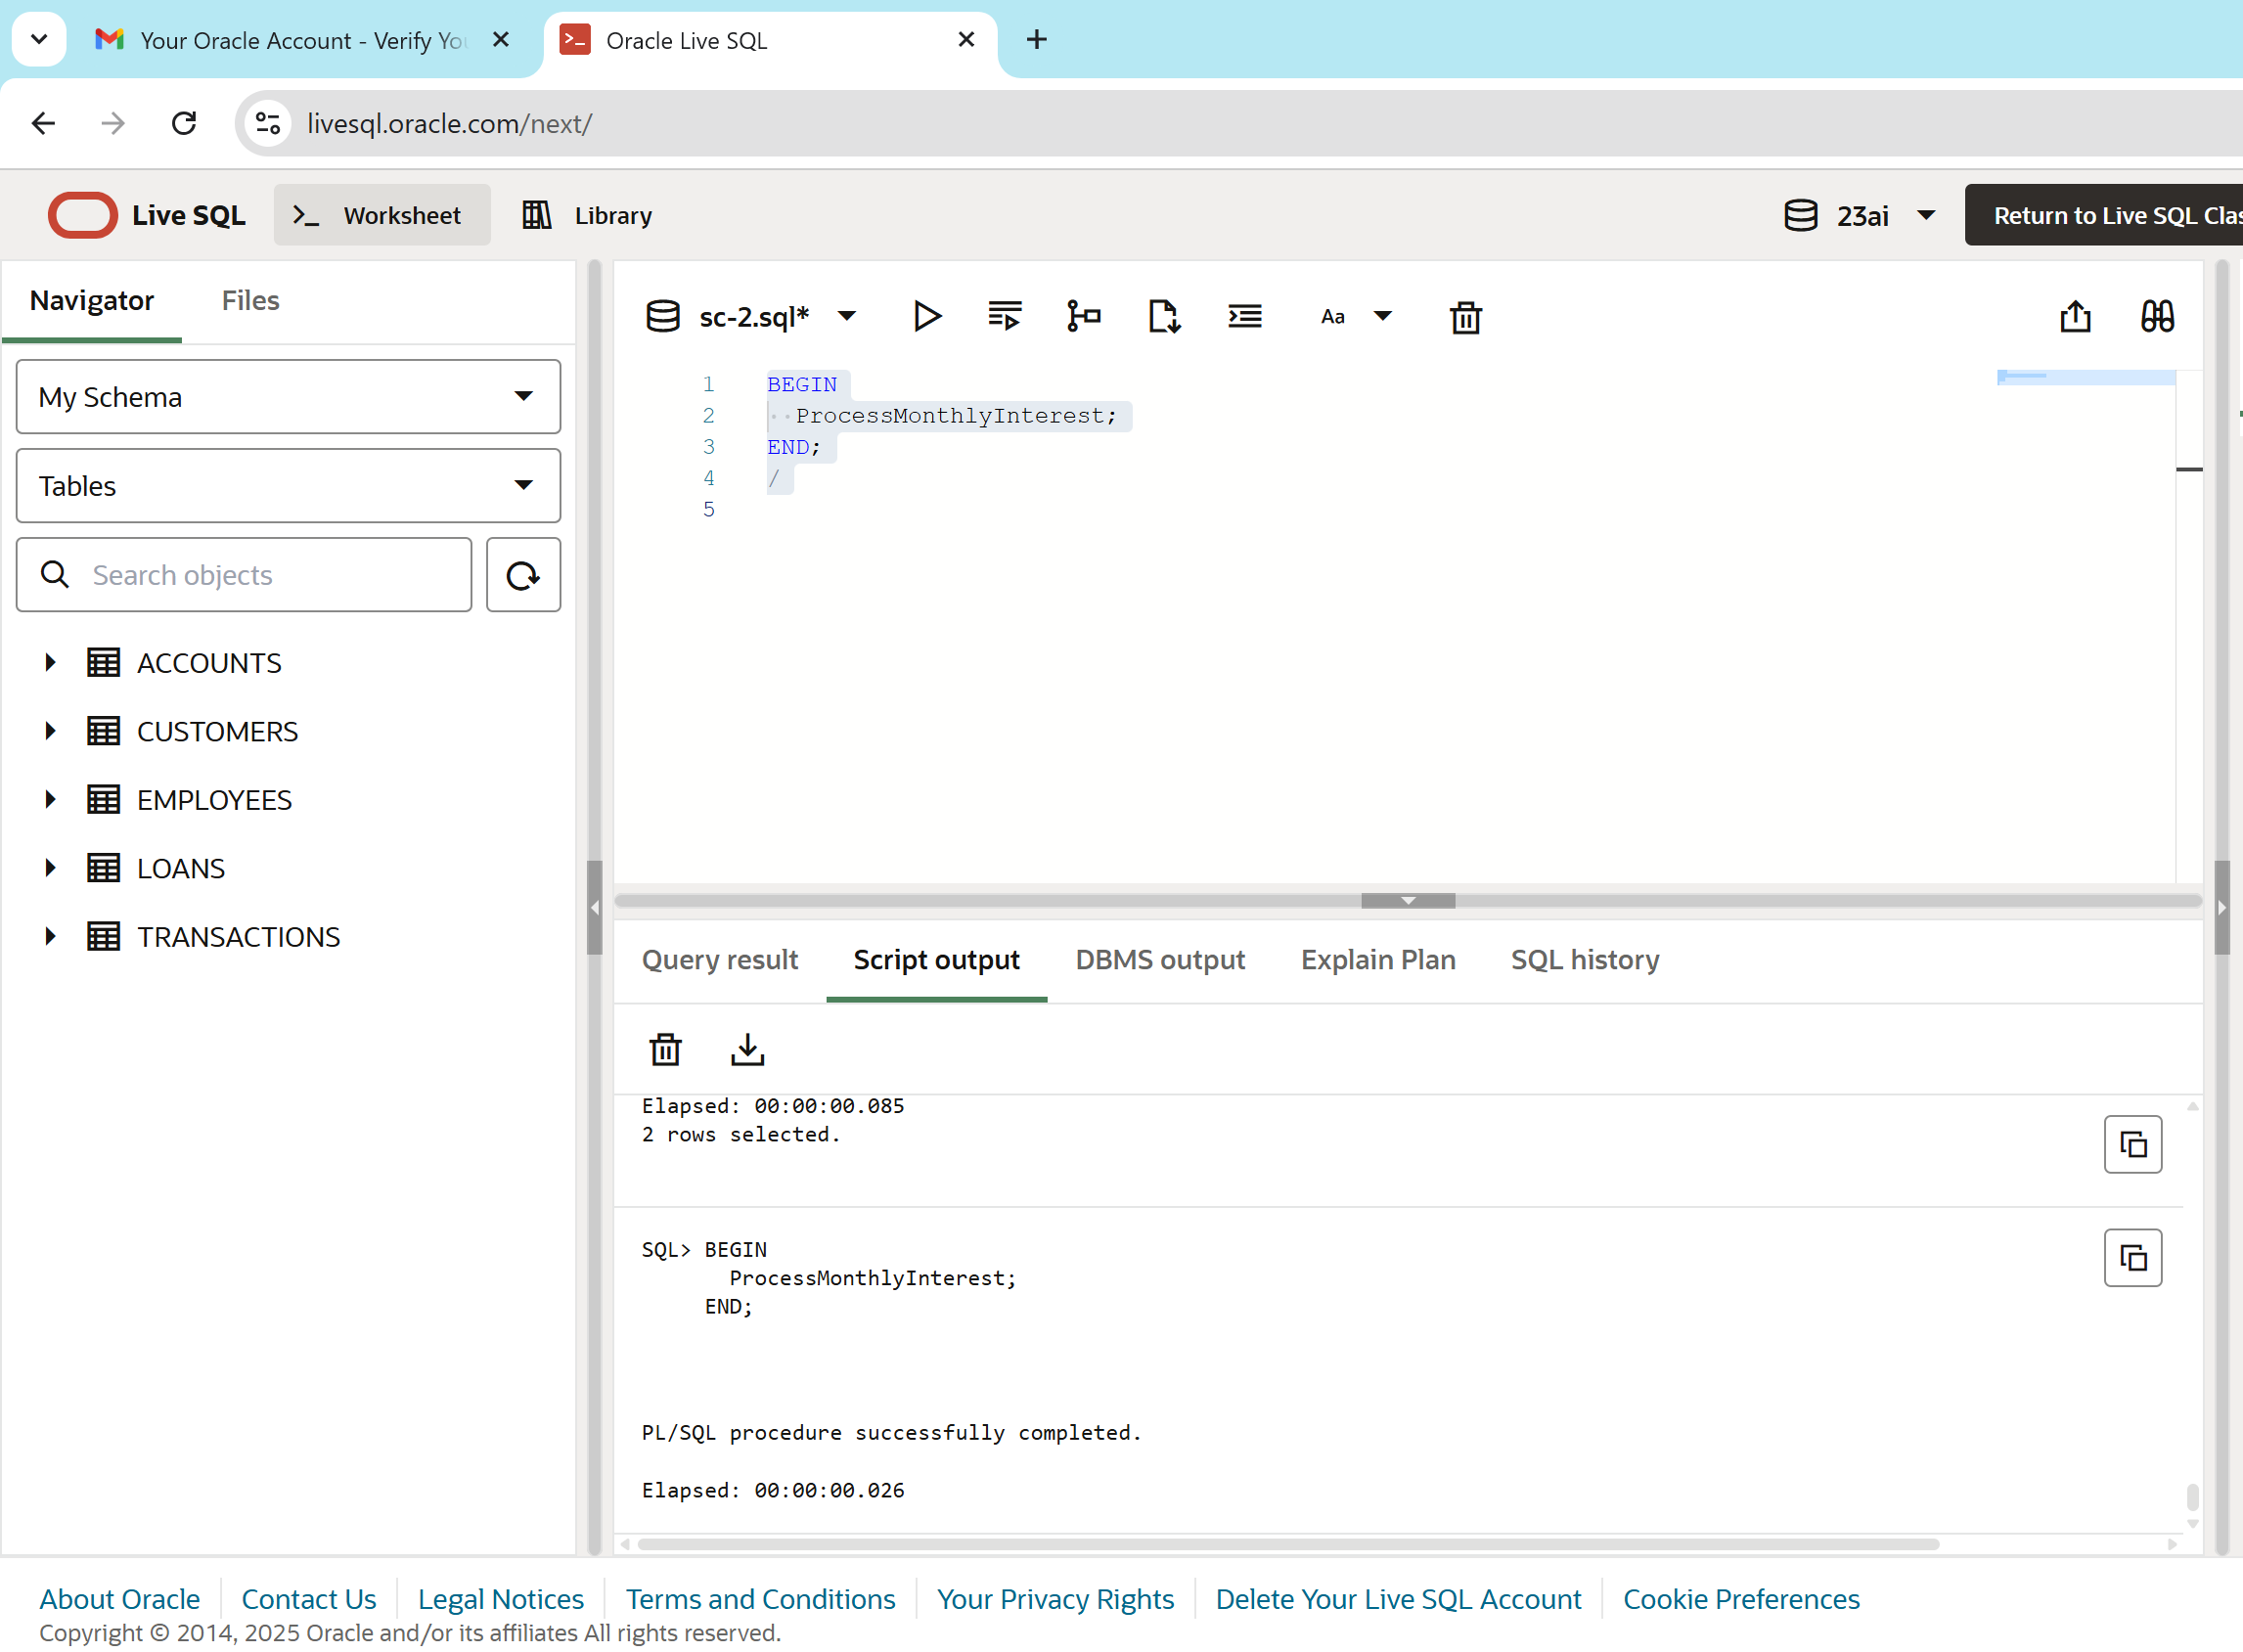 Your Oracle Account - Verify You
Oracle Live SQL
livesql.oracle.com/next/
Live SQL
>_ Worksheet
Library
23ai
Return to Live SQL Clas
Navigator
Files
My Schema
Tables
Search objects
ACCOUNTS
CUSTOMERS
EMPLOYEES
LOANS
TRANSACTIONS
sc-2.sql*
Aa
1 BEGIN
2 ··ProcessMonthlyInterest;
3 END;
4 /
5
Query result
Script output
DBMS output
Explain Plan
SQL history
Elapsed: 00:00:00.085
2 rows selected.
SQL> BEGIN
ProcessMonthlyInterest;
END;
PL/SQL procedure successfully completed.
Elapsed: 00:00:00.026
About Oracle
Contact Us
Legal Notices
Terms and Conditions
Your Privacy Rights
Delete Your Live SQL Account
Cookie Preferences
Copyright © 2014, 2025 Oracle and/or its affiliates All rights reserved.